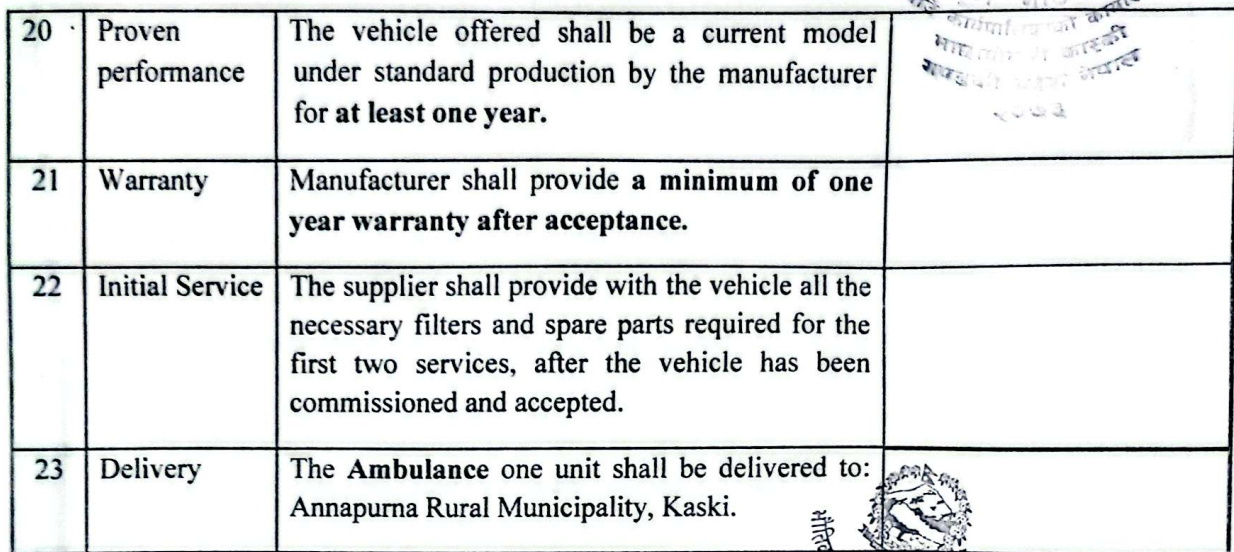 20 Proven The vehicle offered shall be a current model
performance under standard production by the manufacturer
for at least one year.
21 Warranty Manufacturer shall provide a minimum of one
year warranty after acceptance.
22 Initial Service The supplier shall provide with the vehicle all the
necessary filters and spare parts required for the
first two services, after the vehicle has been
commissioned and accepted.
23 Delivery The Ambulance one unit shall be delivered to:
Annapurna Rural Municipality, Kaski.